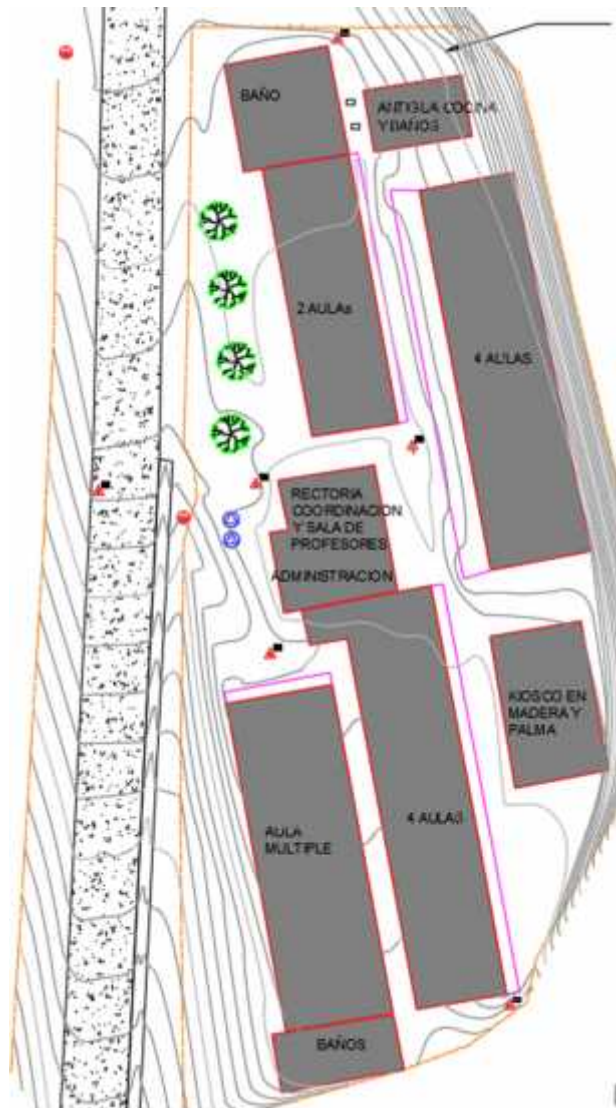 BAÑO
ANTIGUA COCINA
Y BAÑOS
2 AULAs
4 AULAS
RECTORIA
COORDINACION
Y SALA DE
PROFESORES
ADMINISTRACION
KIOSCO EN
MADERA Y
PALMA
AULA
MULTIPLE
4 AULAS
BAÑOS